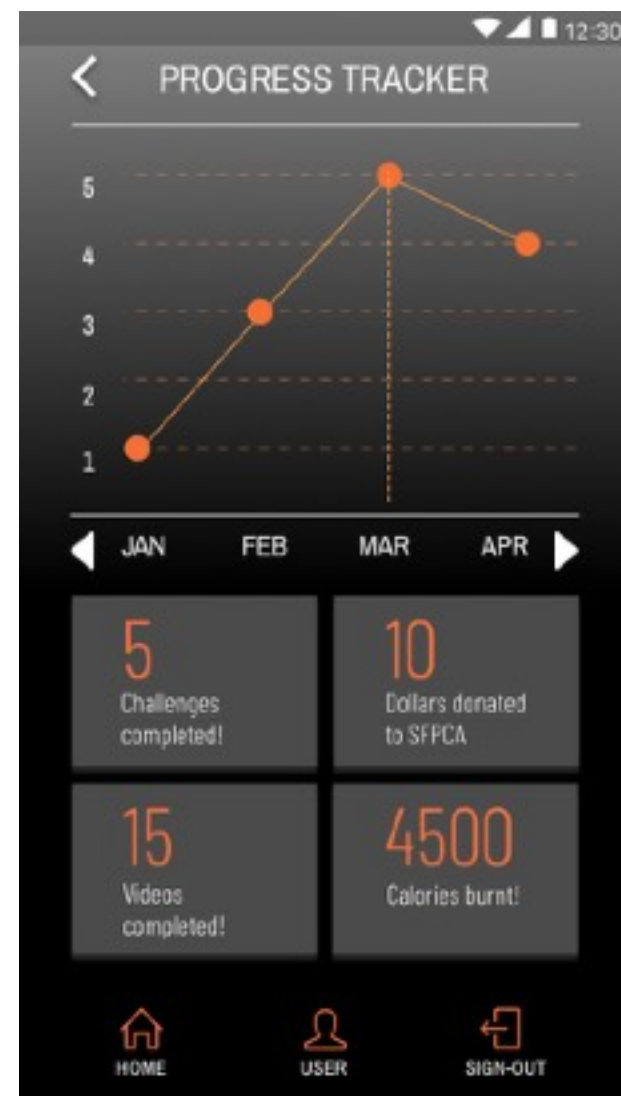 12:30
PROGRESS TRACKER
5
4
3
2
1
JAN FEB MAR APR
5
Challenges
completed!
10
Dollars donated
to SFPCA
15
Videos
completed!
4500
Calories burnt!
HOME USER SIGN-OUT